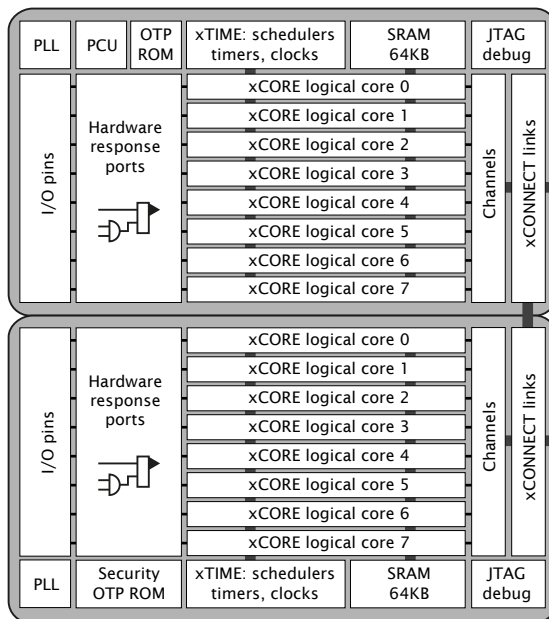 PLL
PCU
OTP
ROM
xTIME: schedulers
timers, clocks
SRAM
64KB
JTAG
debug
I/O pins
Hardware
response
ports
xCORE logical core 0
xCORE logical core 1
xCORE logical core 2
xCORE logical core 3
xCORE logical core 4
xCORE logical core 5
xCORE logical core 6
xCORE logical core 7
Channels
xCONNECT links
I/O pins
Hardware
response
ports
xCORE logical core 0
xCORE logical core 1
xCORE logical core 2
xCORE logical core 3
xCORE logical core 4
xCORE logical core 5
xCORE logical core 6
xCORE logical core 7
Channels
xCONNECT links
PLL
Security
OTP ROM
xTIME: schedulers
timers, clocks
SRAM
64KB
JTAG
debug